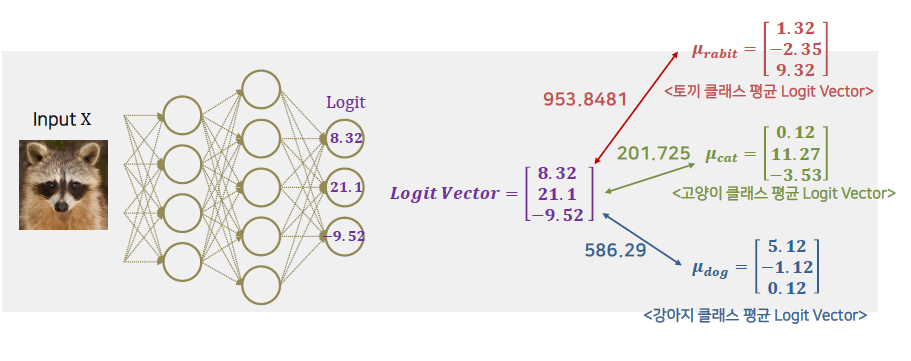 Input X
Logit
8.32
21.1
−9.52
Logit Vector = [ 8.32 21.1 −9.52 ]
953.8481
201.725
586.29
μ_rabit = [ 1.32 −2.35 9.32 ]
<토끼 클래스 평균 Logit Vector>
μ_cat = [ 0.12 11.27 −3.53 ]
<고양이 클래스 평균 Logit Vector>
μ_dog = [ 5.12 −1.12 0.12 ]
<강아지 클래스 평균 Logit Vector>